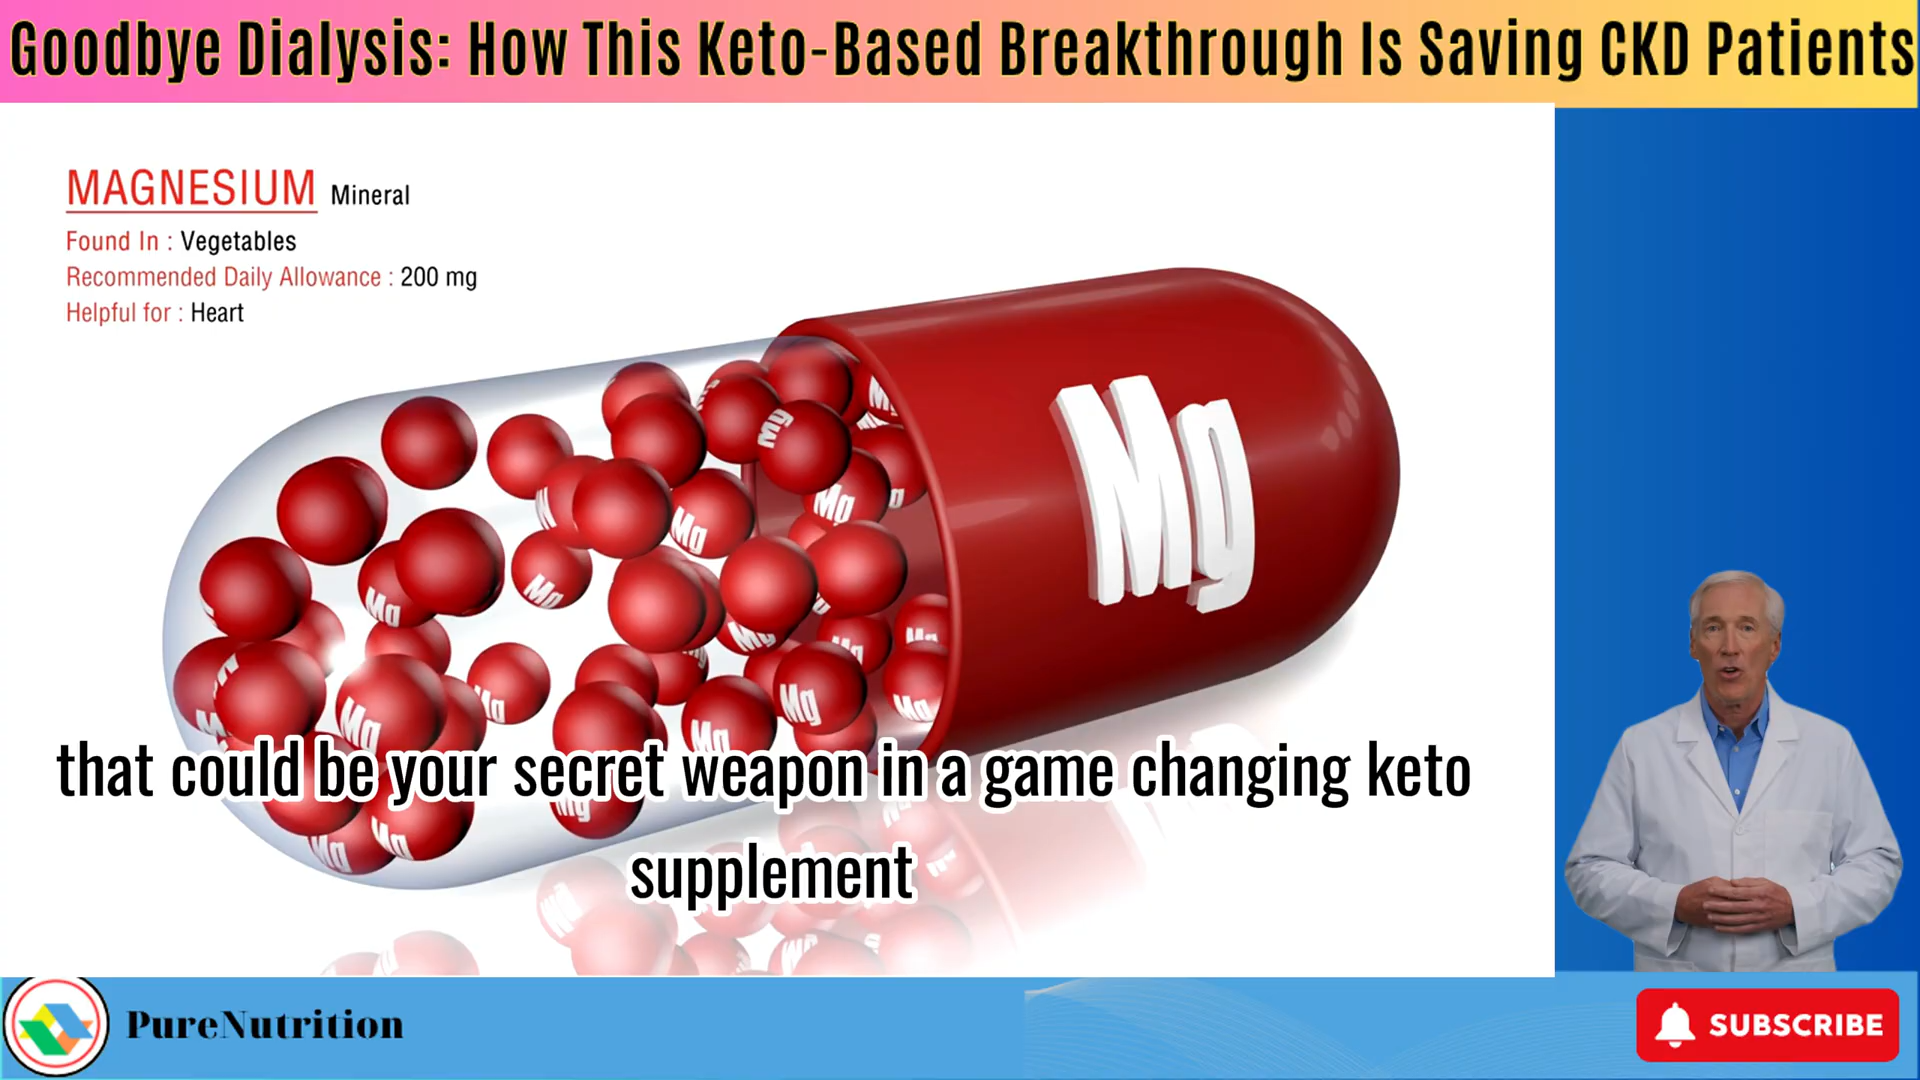 Goodbye Dialysis: How This Keto-Based Breakthrough Is Saving CKD Patients
MAGNESIUM Mineral
Found In : Vegetables
Recommended Daily Allowance : 200 mg
Helpful for : Heart
Mg
that could be your secret weapon in a game changing keto
supplement
PureNutrition
SUBSCRIBE